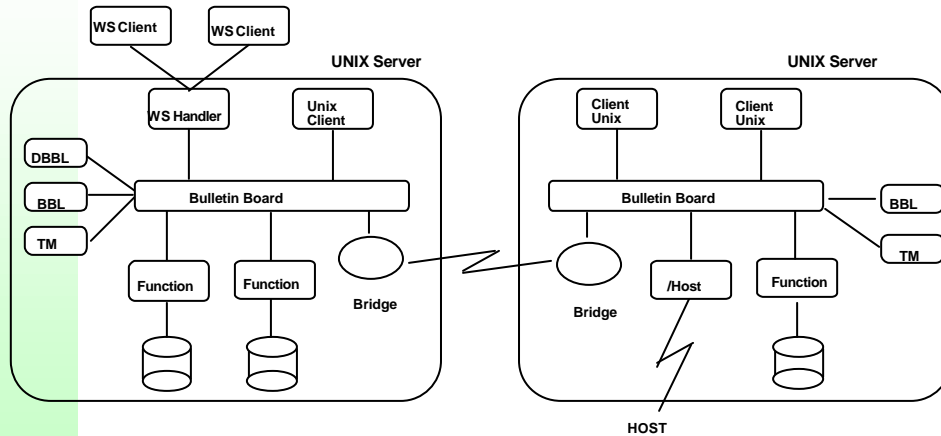 WS Client
WS Client
UNIX Server
UNIX Server
WS Handler
Unix
Client
Client
Unix
Client
Unix
DBBL
BBL
TM
Bulletin Board
Bulletin Board
BBL
TM
Function
Function
Bridge
Bridge
/Host
Function
HOST